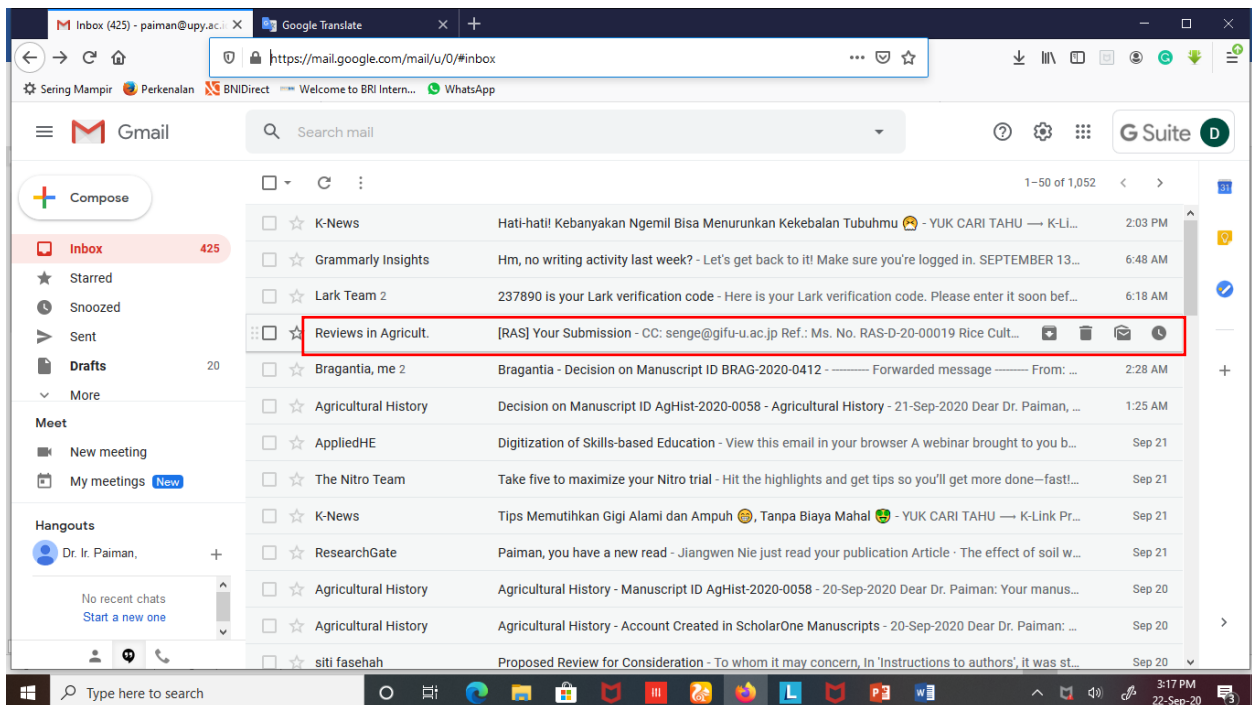 Inbox (425) - paiman@upy.ac.i
Google Translate
https://mail.google.com/mail/u/0/#inbox
Sering Mampir
Perkenalan
BNIDirect
Welcome to BRI Intern...
WhatsApp
Gmail
Search mail
G Suite
D
Compose
1–50 of 1,052
31
Inbox 425
Starred
Snoozed
Sent
Drafts 20
More
Meet
New meeting
My meetings New
Hangouts
Dr. Ir. Paiman,
No recent chats
Start a new one
K-News Hati-hati! Kebanyakan Ngemil Bisa Menurunkan Kekebalan Tubuhmu 🤭 - YUK CARI TAHU ⟶ K-Li... 2:03 PM
Grammarly Insights Hm, no writing activity last week? - Let's get back to it! Make sure you're logged in. SEPTEMBER 13... 6:48 AM
Lark Team 2 237890 is your Lark verification code - Here is your Lark verification code. Please enter it soon bef... 6:18 AM
Reviews in Agricult. [RAS] Your Submission - CC: senge@gifu-u.ac.jp Ref.: Ms. No. RAS-D-20-00019 Rice Cult...
Bragantia, me 2 Bragantia - Decision on Manuscript ID BRAG-2020-0412 - ---------- Forwarded message ---------- From: ... 2:28 AM
Agricultural History Decision on Manuscript ID AgHist-2020-0058 - Agricultural History - 21-Sep-2020 Dear Dr. Paiman, ... 1:25 AM
AppliedHE Digitization of Skills-based Education - View this email in your browser A webinar brought to you b... Sep 21
The Nitro Team Take five to maximize your Nitro trial - Hit the highlights and get tips so you'll get more done—fast!... Sep 21
K-News Tips Memutihkan Gigi Alami dan Ampuh 😁, Tanpa Biaya Mahal 🤑 - YUK CARI TAHU ⟶ K-Link Pr... Sep 21
ResearchGate Paiman, you have a new read - Jiangwen Nie just read your publication Article · The effect of soil w... Sep 21
Agricultural History Agricultural History - Manuscript ID AgHist-2020-0058 - 20-Sep-2020 Dear Dr. Paiman: Your manus... Sep 20
Agricultural History Agricultural History - Account Created in ScholarOne Manuscripts - 20-Sep-2020 Dear Dr. Paiman: ... Sep 20
siti fasehah Proposed Review for Consideration - To whom it may concern, In 'Instructions to authors', it was st... Sep 20
Type here to search
3:17 PM
22-Sep-20
3